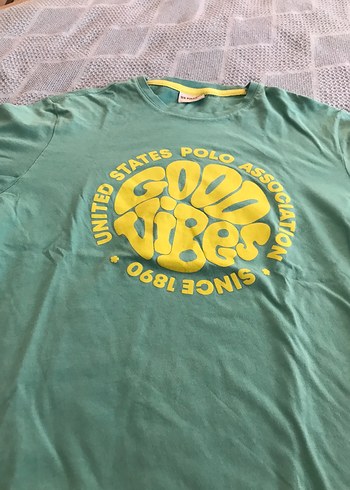 UNITED STATES POLO ASSOCIATION
GOOD
VIBES
SINCE 1890